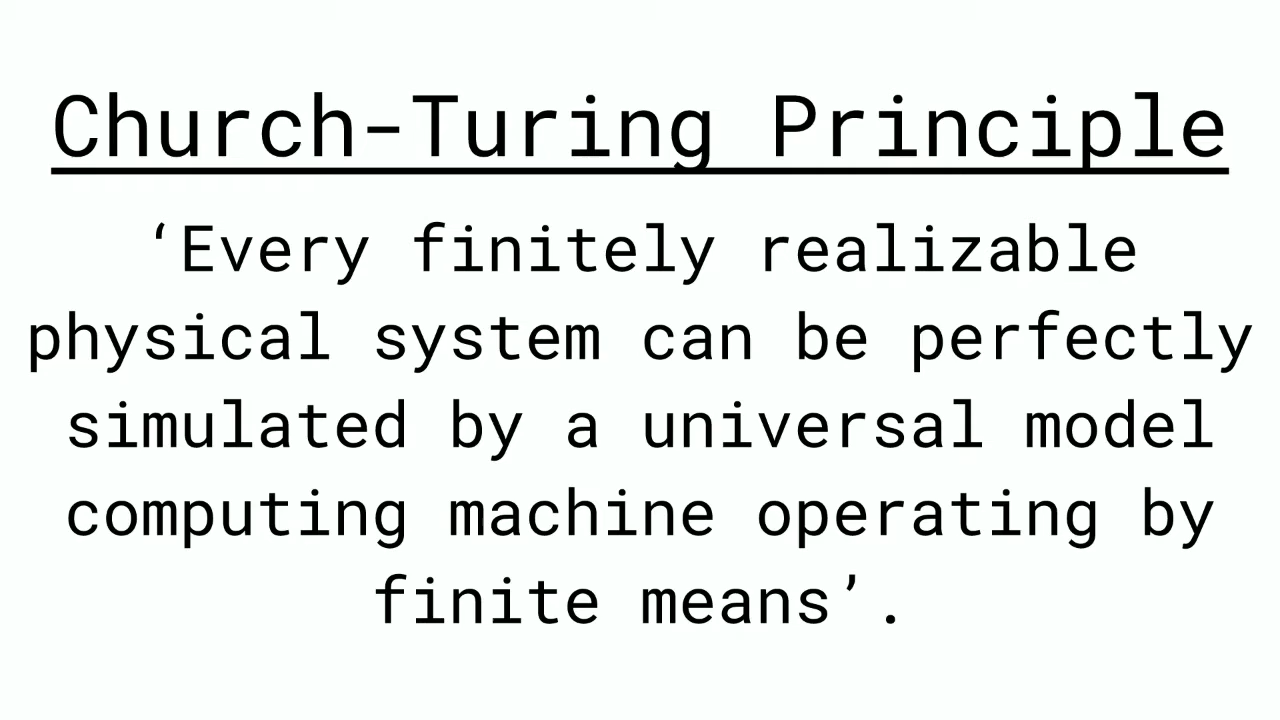 Church-Turing Principle
‘Every finitely realizable
physical system can be perfectly
simulated by a universal model
computing machine operating by
finite means’.